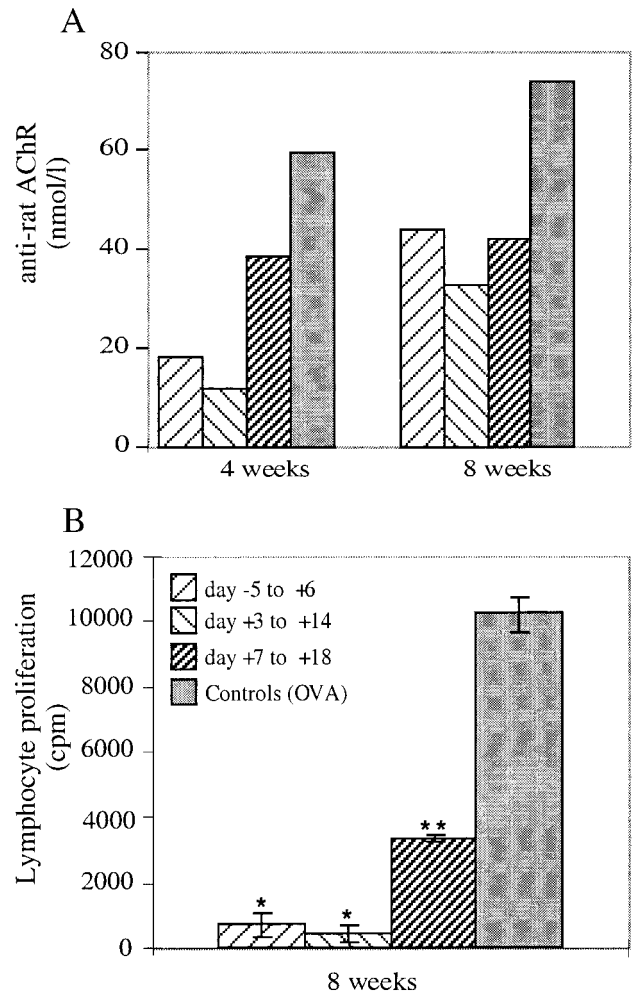 A
80
60
40
20
0
anti-rat AChR
(nmol/l)
4 weeks
8 weeks
B
12000
10000
8000
6000
4000
2000
0
Lymphocyte proliferation
(cpm)
day -5 to +6
day +3 to +14
day +7 to +18
Controls (OVA)
*
*
**
8 weeks